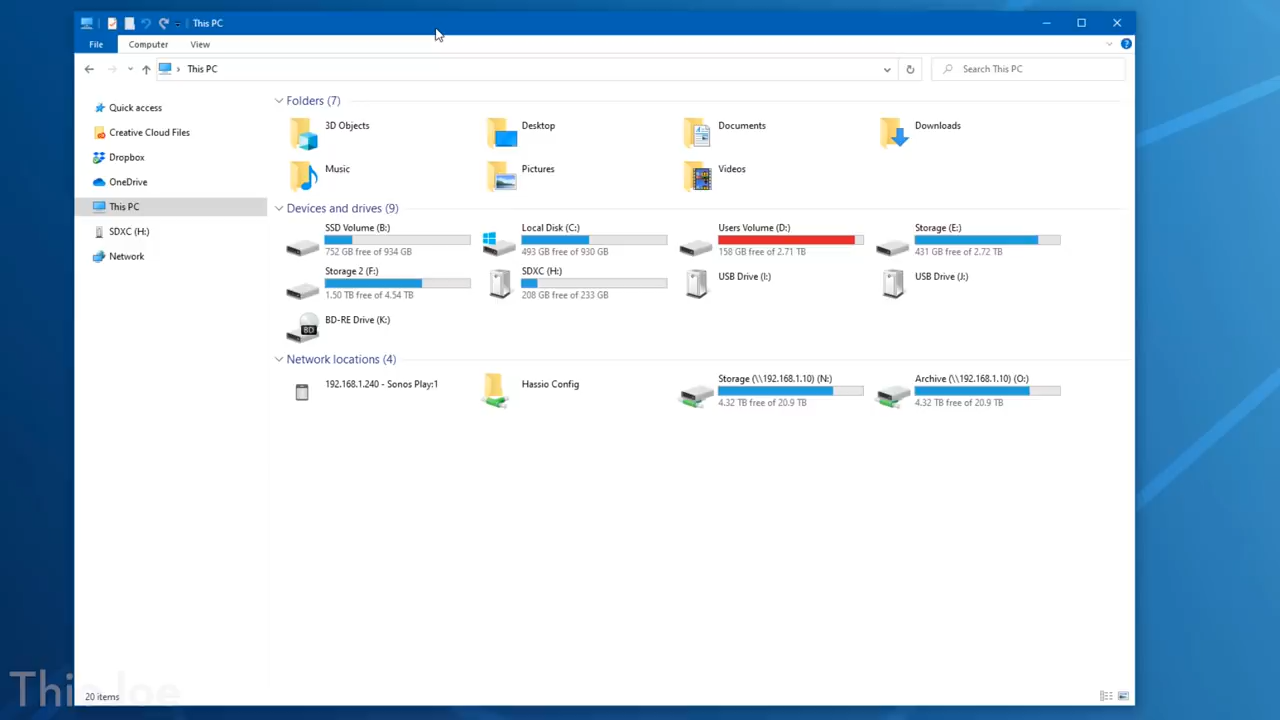 This PC
File Computer View
This PC
Search This PC
Quick access
Creative Cloud Files
Dropbox
OneDrive
This PC
SDXC (H:)
Network
Folders (7)
3D Objects
Desktop
Documents
Downloads
Music
Pictures
Videos
Devices and drives (9)
SSD Volume (B:)
752 GB free of 934 GB
Local Disk (C:)
493 GB free of 930 GB
Users Volume (D:)
158 GB free of 2.71 TB
Storage (E:)
431 GB free of 2.72 TB
Storage 2 (F:)
1.50 TB free of 4.54 TB
SDXC (H:)
208 GB free of 233 GB
USB Drive (I:)
USB Drive (J:)
BD
BD-RE Drive (K:)
Network locations (4)
192.168.1.240 - Sonos Play:1
Hassio Config
Storage (\\192.168.1.10) (N:)
4.32 TB free of 20.9 TB
Archive (\\192.168.1.10) (O:)
4.32 TB free of 20.9 TB
20 items